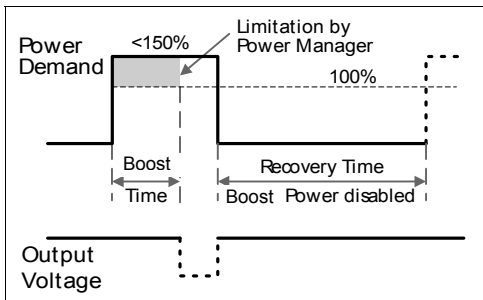 Power
Demand
<150%
Limitation by
Power Manager
100%
Boost
Time
Recovery Time
Boost Power disabled
Output
Voltage